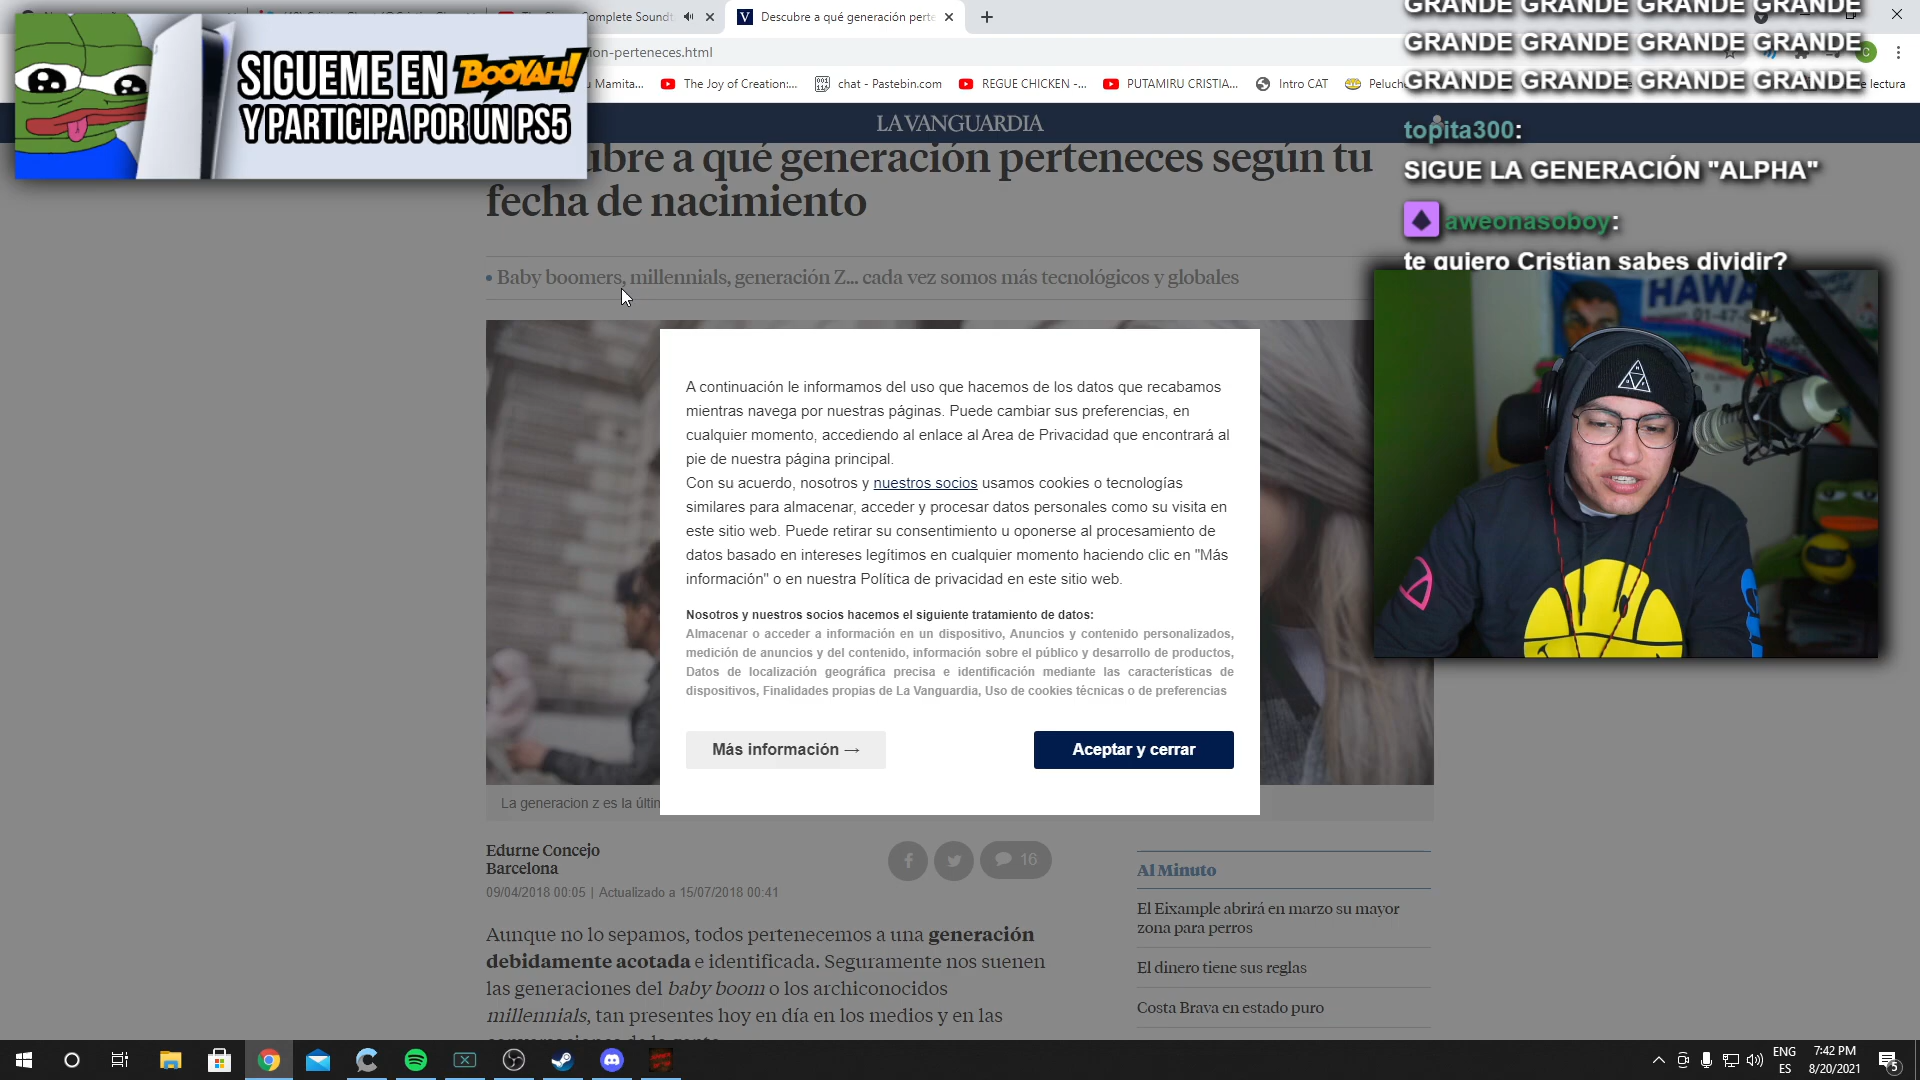 Complete Soundt
Descubre a qué generación perte
ion-perteneces.html
u Mamita...
The Joy of Creation:...
chat - Pastebin.com
REGUE CHICKEN -...
PUTAMIRU CRISTIA...
Intro CAT
Peluch
e lectura
SIGUEME EN BOOYAH!
Y PARTICIPA POR UN PS5
GRANDE GRANDE GRANDE GRANDE
GRANDE GRANDE GRANDE GRANDE
GRANDE GRANDE GRANDE GRANDE
topita300:
SIGUE LA GENERACIÓN "ALPHA"
aweonasoboy:
te quiero Cristian sabes dividir?
LAVANGUARDIA
ubre a qué generación perteneces según tu
fecha de nacimiento
• Baby boomers, millennials, generación Z... cada vez somos más tecnológicos y globales
HAWA
01-47-8
A continuación le informamos del uso que hacemos de los datos que recabamos
mientras navega por nuestras páginas. Puede cambiar sus preferencias, en
cualquier momento, accediendo al enlace al Area de Privacidad que encontrará al
pie de nuestra página principal.
Con su acuerdo, nosotros y nuestros socios usamos cookies o tecnologías
similares para almacenar, acceder y procesar datos personales como su visita en
este sitio web. Puede retirar su consentimiento u oponerse al procesamiento de
datos basado en intereses legítimos en cualquier momento haciendo clic en "Más
información" o en nuestra Política de privacidad en este sitio web.
Nosotros y nuestros socios hacemos el siguiente tratamiento de datos:
Almacenar o acceder a información en un dispositivo, Anuncios y contenido personalizados,
medición de anuncios y del contenido, información sobre el público y desarrollo de productos,
Datos de localización geográfica precisa e identificación mediante las características de
dispositivos, Finalidades propias de La Vanguardia, Uso de cookies técnicas o de preferencias
Más información →
Aceptar y cerrar
La generacion z es la últin
Edurne Concejo
Barcelona
09/04/2018 00:05 | Actualizado a 15/07/2018 00:41
16
Aunque no lo sepamos, todos pertenecemos a una generación
debidamente acotada e identificada. Seguramente nos suenen
las generaciones del baby boom o los archiconocidos
millennials, tan presentes hoy en día en los medios y en las
Al Minuto
El Eixample abrirá en marzo su mayor
zona para perros
El dinero tiene sus reglas
Costa Brava en estado puro
ENG
ES
7:42 PM
8/20/2021
5